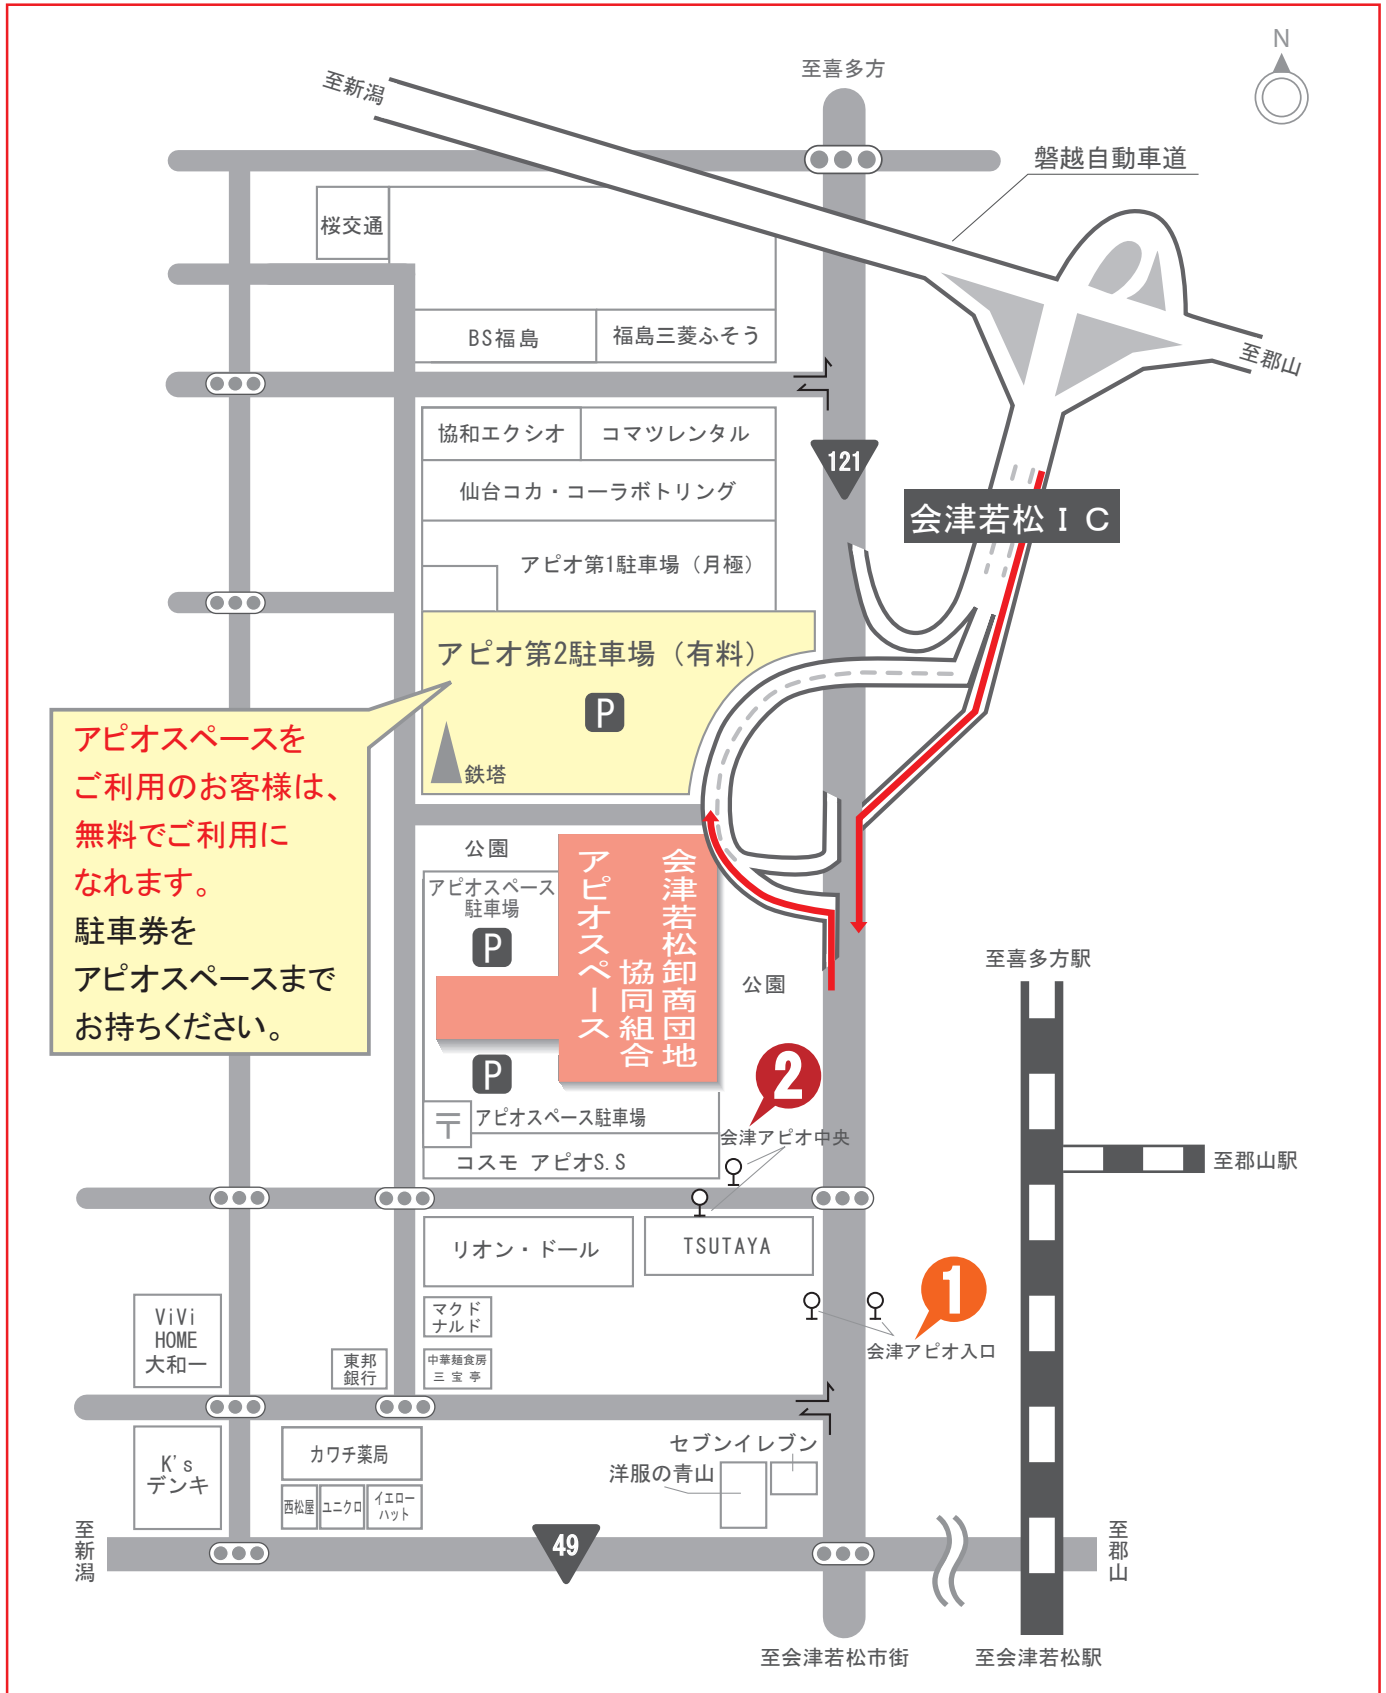 N
至喜多方
至新潟
磐越自動車道
桜交通
BS福島
福島三菱ふそう
至郡山
協和エクシオ
コマツレンタル
121
仙台コカ・コーラボトリング
会津若松ＩＣ
アピオ第1駐車場（月極）
アピオ第2駐車場（有料）
P
鉄塔
アピオスペースを
ご利用のお客様は、
無料でご利用に
なれます。
駐車券を
アピオスペースまで
お持ちください。
公園
アピオスペース
駐車場
P
会津若松卸商団地
協同組合
アピオスペース
公園
至喜多方駅
P
2
〒
アピオスペース駐車場
会津アピオ中央
コスモ アピオS.S
至郡山駅
リオン・ドール
TSUTAYA
1
会津アピオ入口
ViVi
HOME
大和一
マクド
ナルド
東邦
銀行
中華麺食房
三宝亭
K's
デンキ
カワチ薬局
セブンイレブン
洋服の青山
西松屋
ユニクロ
イエロー
ハット
至新潟
49
至郡山
至会津若松市街
至会津若松駅